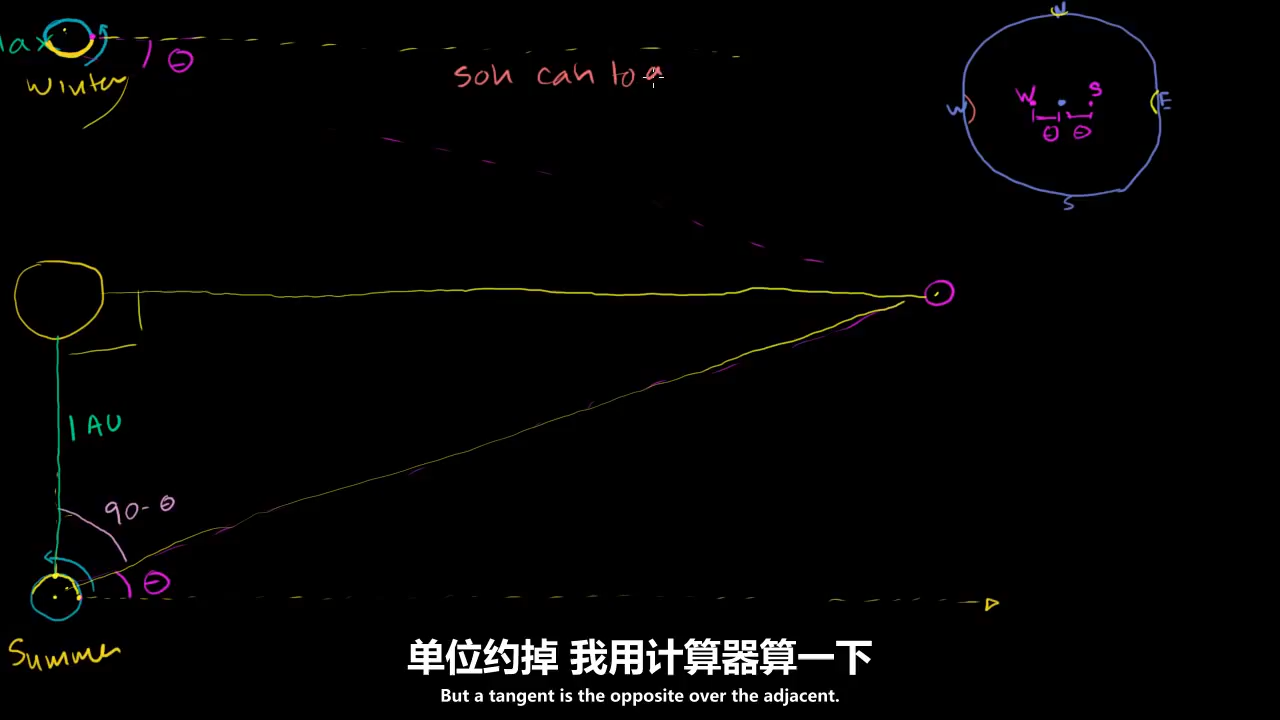 lax
Winter
θ
soh cah toa
N
W
E
S
W
S
θ θ
1 AU
90-θ
θ
Summer
单位约掉 我用计算器算一下
But a tangent is the opposite over the adjacent.